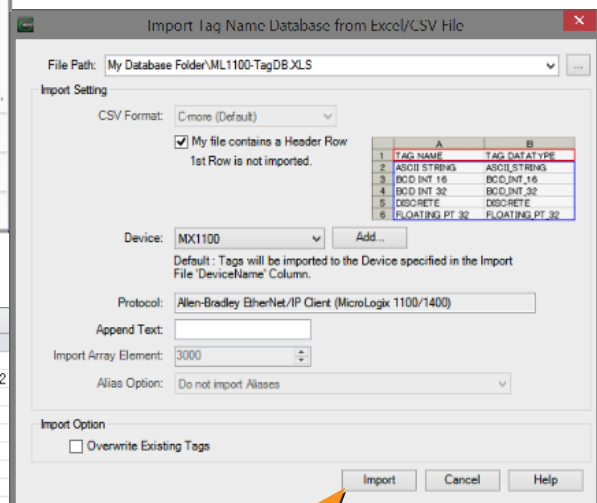 Import Tag Name Database from Excel/CSV File
File Path: My Database Folder\ML1100-TagDB.XLS ...
Import Setting
CSV Format: C-more (Default)
My file contains a Header Row
1st Row is not imported.
A B
1 TAG NAME TAG DATATYPE
2 ASCII STRING ASCII_STRING
3 BCD INT 16 BCD_INT_16
4 BCD INT 32 BCD_INT_32
5 DISCRETE DISCRETE
6 FLOATING PT 32 FLOATING_PT_32
Device: MX1100 Add...
Default : Tags will be imported to the Device specified in the Import
File 'DeviceName' Column.
Protocol: Allen-Bradley EtherNet/IP Client (MicroLogix 1100/1400)
Append Text:
Import Array Element: 3000
2
Alias Option: Do not import Aliases
Import Option
Overwrite Existing Tags
Import Cancel Help